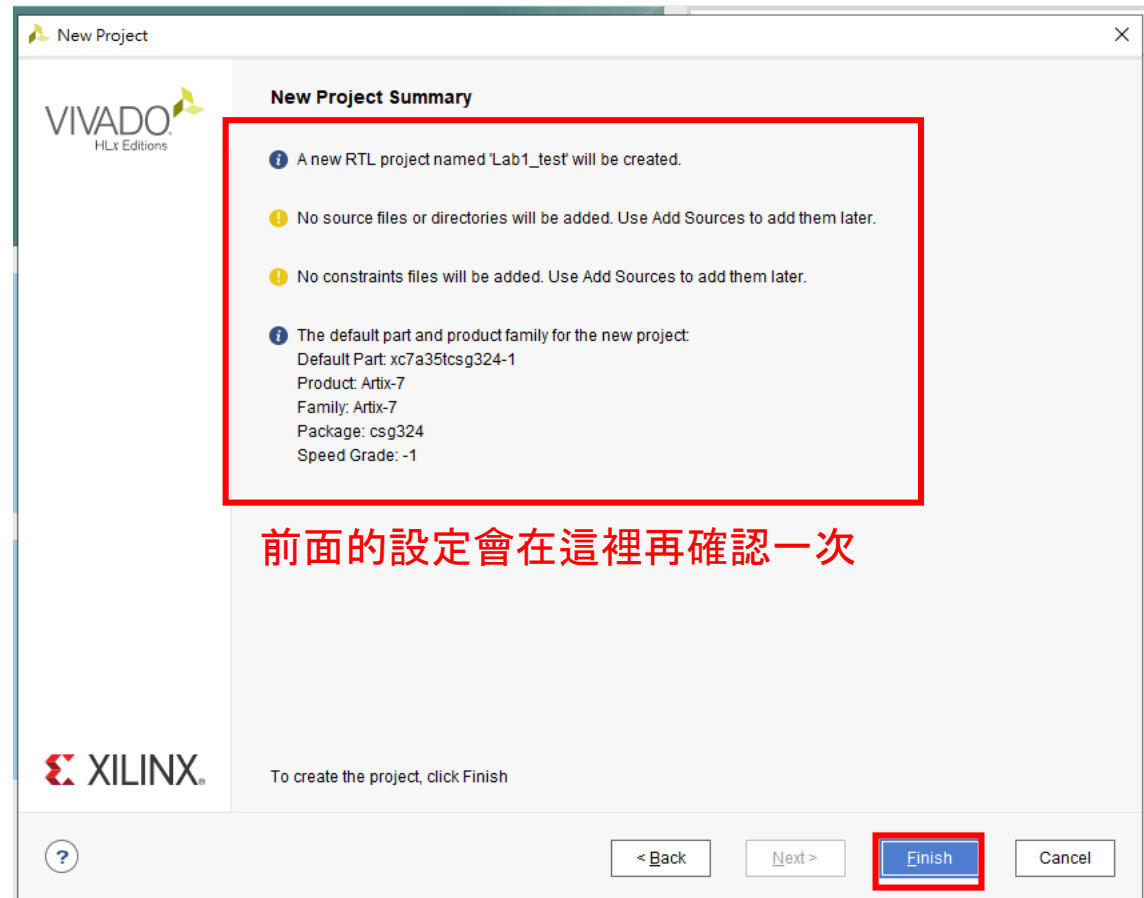 New Project
VIVADO
HLx Editions
New Project Summary
A new RTL project named 'Lab1_test' will be created.
No source files or directories will be added. Use Add Sources to add them later.
No constraints files will be added. Use Add Sources to add them later.
The default part and product family for the new project:
Default Part: xc7a35tcsg324-1
Product: Artix-7
Family: Artix-7
Package: csg324
Speed Grade: -1
前面的設定會在這裡再確認一次
XILINX
To create the project, click Finish
?
< Back
Next >
Finish
Cancel